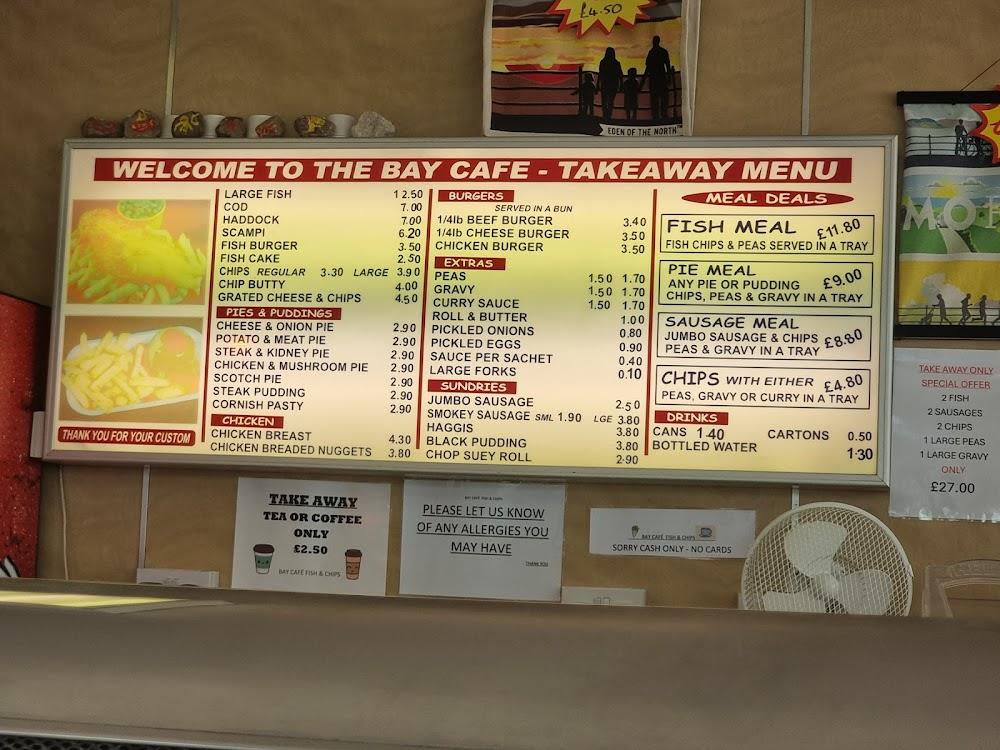 £4.50
EDEN OF THE NORTH
WELCOME TO THE BAY CAFE - TAKEAWAY MENU
LARGE FISH 12.50
COD 7.00
HADDOCK 7.00
SCAMPI 6.20
FISH BURGER 3.50
FISH CAKE 2.50
CHIPS REGULAR 3.30 LARGE 3.90
CHIP BUTTY 4.00
GRATED CHEESE & CHIPS 4.50
PIES & PUDDINGS
CHEESE & ONION PIE 2.90
POTATO & MEAT PIE 2.90
STEAK & KIDNEY PIE 2.90
CHICKEN & MUSHROOM PIE 2.90
SCOTCH PIE 2.90
STEAK PUDDING 2.90
CORNISH PASTY 2.90
CHICKEN
CHICKEN BREAST 4.30
CHICKEN BREADED NUGGETS 3.80
THANK YOU FOR YOUR CUSTOM
BURGERS
SERVED IN A BUN
1/4lb BEEF BURGER 3.40
1/4lb CHEESE BURGER 3.50
CHICKEN BURGER 3.50
EXTRAS
PEAS 1.50 1.70
GRAVY 1.50 1.70
CURRY SAUCE 1.50 1.70
ROLL & BUTTER 1.00
PICKLED ONIONS 0.80
PICKLED EGGS 0.90
SAUCE PER SACHET 0.40
LARGE FORKS 0.10
SUNDRIES
JUMBO SAUSAGE 2.50
SMOKEY SAUSAGE SML 1.90 LGE 3.80
HAGGIS 3.80
BLACK PUDDING 3.80
CHOP SUEY ROLL 2.90
MEAL DEALS
FISH MEAL £11.80
FISH CHIPS & PEAS SERVED IN A TRAY
PIE MEAL £9.00
ANY PIE OR PUDDING
CHIPS, PEAS & GRAVY IN A TRAY
SAUSAGE MEAL £8.80
JUMBO SAUSAGE & CHIPS
PEAS & GRAVY IN A TRAY
CHIPS WITH EITHER £4.80
PEAS, GRAVY OR CURRY IN A TRAY
DRINKS
CANS 1.40 CARTONS 0.50
BOTTLED WATER 1.30
TAKE AWAY ONLY
SPECIAL OFFER
2 FISH
2 SAUSAGES
2 CHIPS
1 LARGE PEAS
1 LARGE GRAVY
ONLY
£27.00
TAKE AWAY
TEA OR COFFEE
ONLY
£2.50
BAY CAFÉ FISH & CHIPS
BAY CAFÉ FISH & CHIPS
PLEASE LET US KNOW
OF ANY ALLERGIES YOU
MAY HAVE
THANK YOU
BAY CAFÉ FISH & CHIPS
SORRY CASH ONLY - NO CARDS